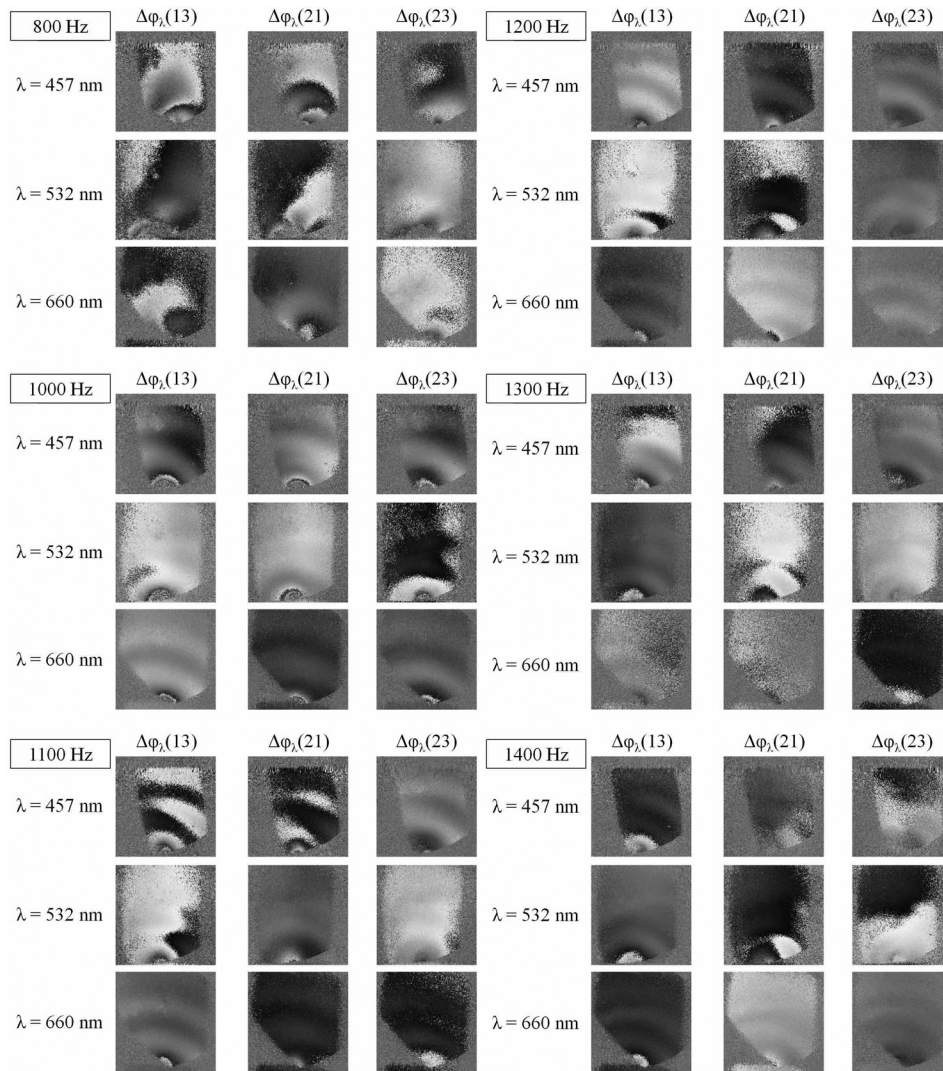 800 Hz Δφλ(13) Δφλ(21) Δφλ(23)
λ = 457 nm
λ = 532 nm
λ = 660 nm
1000 Hz Δφλ(13) Δφλ(21) Δφλ(23)
λ = 457 nm
λ = 532 nm
λ = 660 nm
1100 Hz Δφλ(13) Δφλ(21) Δφλ(23)
λ = 457 nm
λ = 532 nm
λ = 660 nm
1200 Hz Δφλ(13) Δφλ(21) Δφλ(23)
λ = 457 nm
λ = 532 nm
λ = 660 nm
1300 Hz Δφλ(13) Δφλ(21) Δφλ(23)
λ = 457 nm
λ = 532 nm
λ = 660 nm
1400 Hz Δφλ(13) Δφλ(21) Δφλ(23)
λ = 457 nm
λ = 532 nm
λ = 660 nm